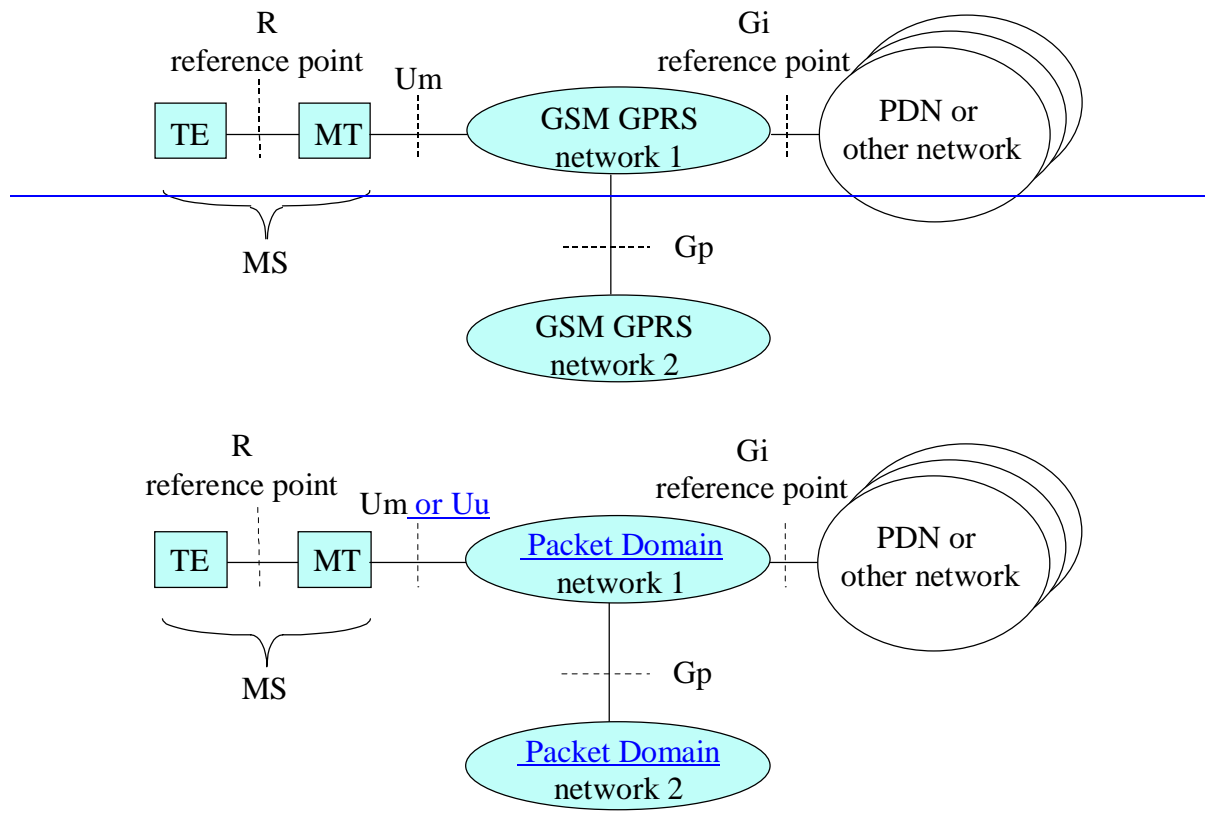 R
reference point
Gi
reference point
Um
TE
MT
GSM GPRS
network 1
PDN or
other network
MS
Gp
GSM GPRS
network 2
R
reference point
Gi
reference point
Um or Uu
TE
MT
Packet Domain
network 1
PDN or
other network
MS
Gp
Packet Domain
network 2